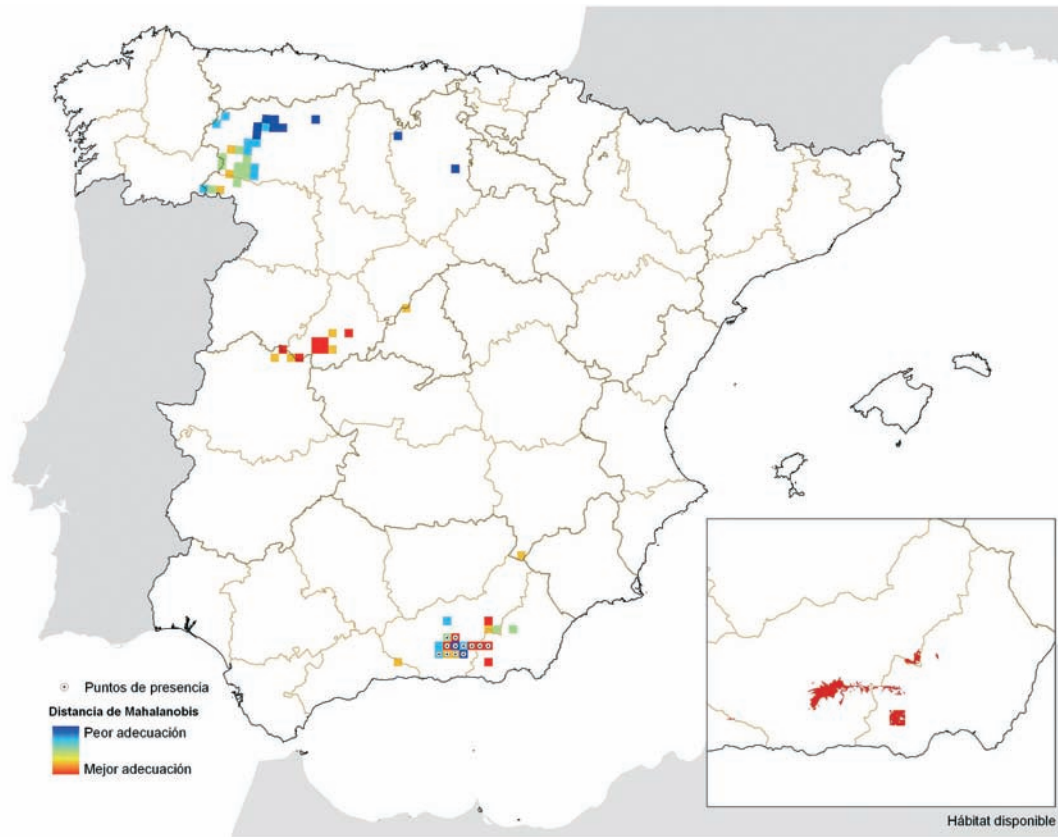 Puntos de presencia
Distancia de Mahalanobis
Peor adecuación
Mejor adecuación
Hábitat disponible